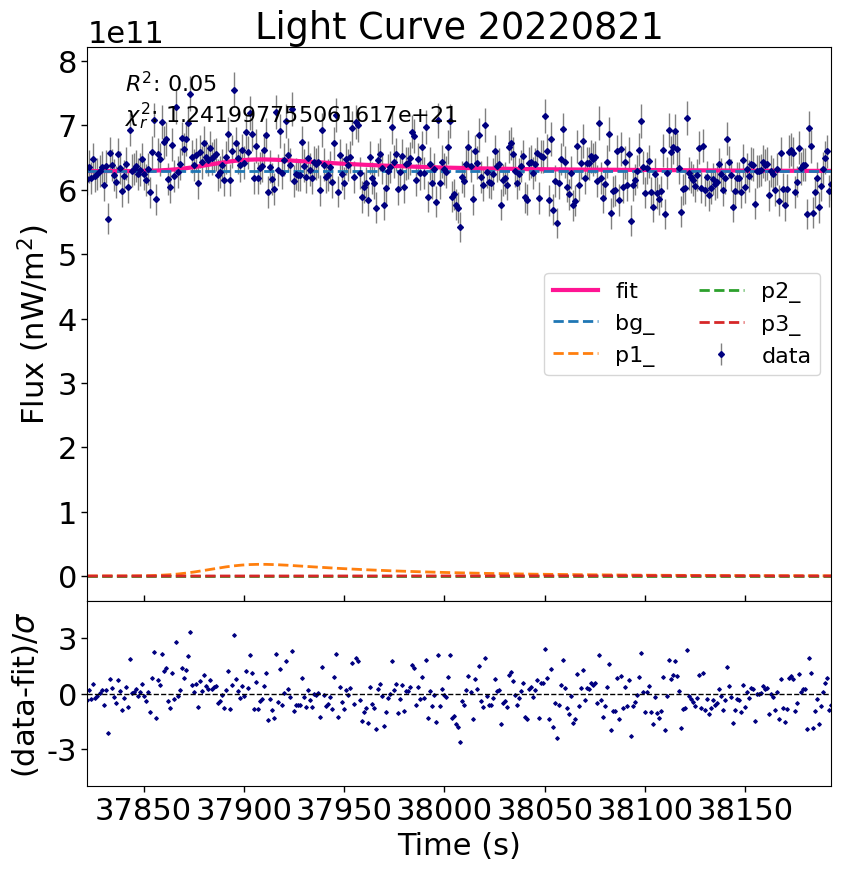 Light Curve 20220821
1e11
R²: 0.05
χ²ᵣ: 1.241997755061617e+21
8
7
6
5
4
3
2
1
0
Flux (nW/m²)
fit
bg_
p1_
p2_
p3_
data
3
0
-3
(data-fit)/σ
37850 37900 37950 38000 38050 38100 38150
Time (s)